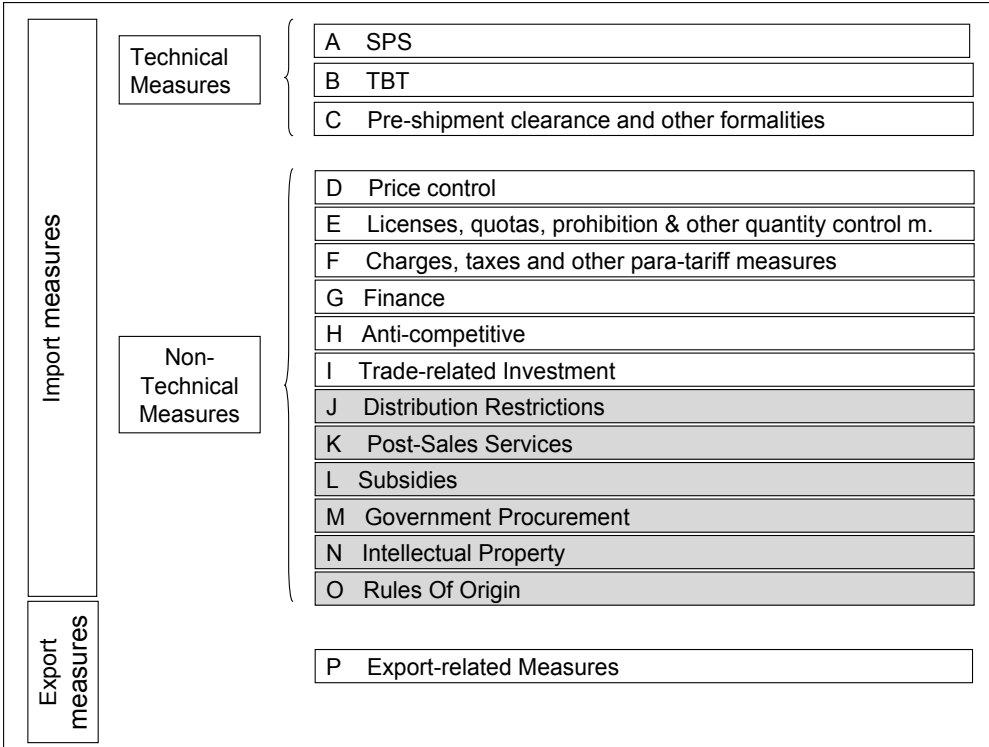 Import measures
Technical
Measures
A SPS
B TBT
C Pre-shipment clearance and other formalities
Non-
Technical
Measures
D Price control
E Licenses, quotas, prohibition & other quantity control m.
F Charges, taxes and other para-tariff measures
G Finance
H Anti-competitive
I Trade-related Investment
J Distribution Restrictions
K Post-Sales Services
L Subsidies
M Government Procurement
N Intellectual Property
O Rules Of Origin
Export
measures
P Export-related Measures